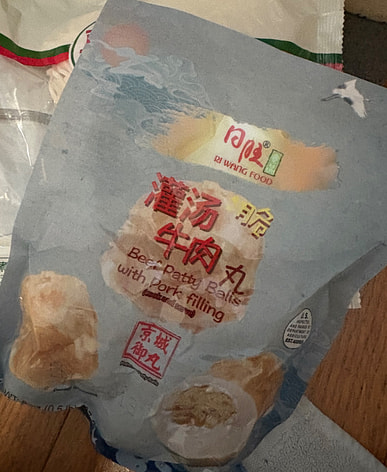 日旺®
RI WANG FOOD
灌汤 脆
牛肉丸
Beef Patty Balls
with Pork filling
京城
御丸